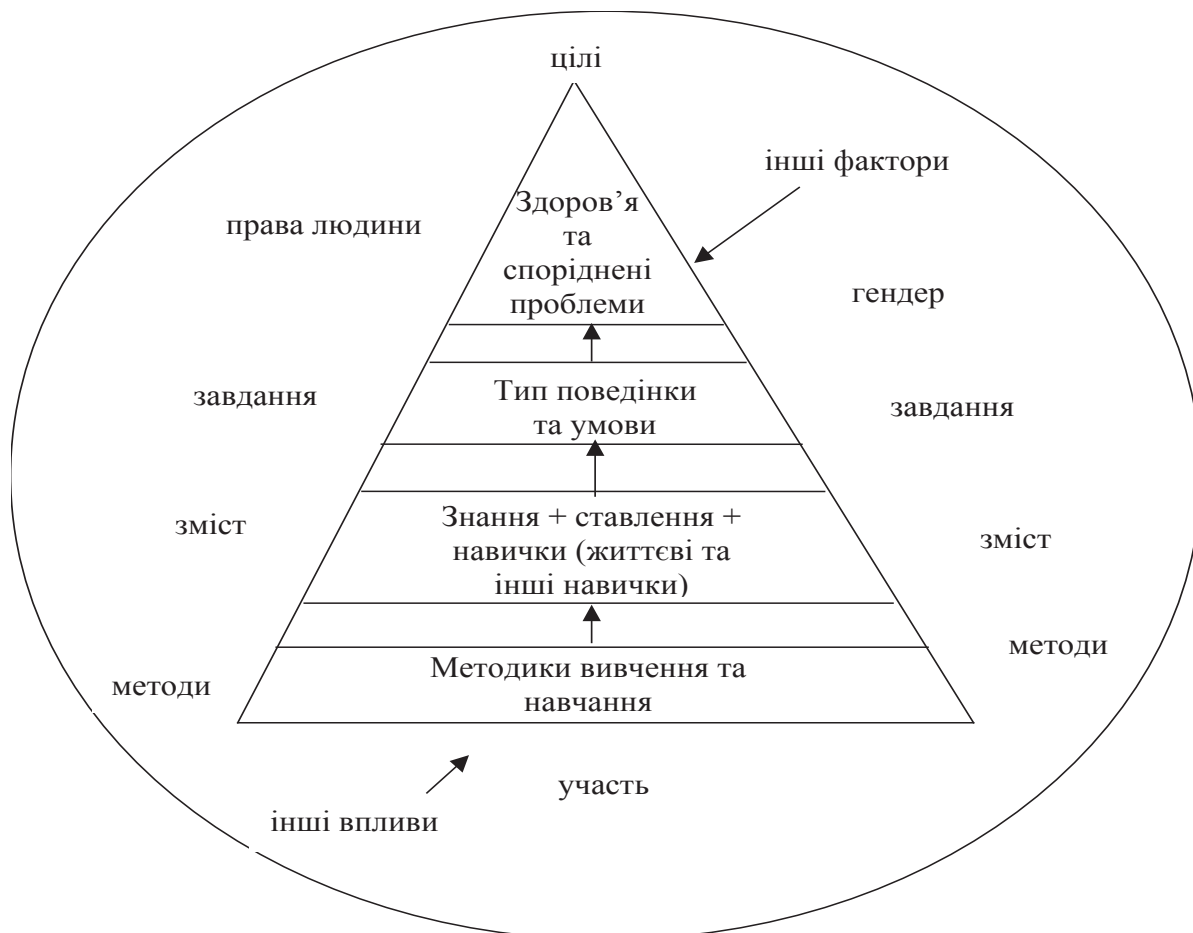 цілі
інші фактори
Здоров’я
та
споріднені
проблеми
права людини
гендер
Тип поведінки
та умови
завдання
завдання
Знання + ставлення +
навички (життєві та
інші навички)
зміст
зміст
методи
Методики вивчення та
навчання
методи
участь
інші впливи